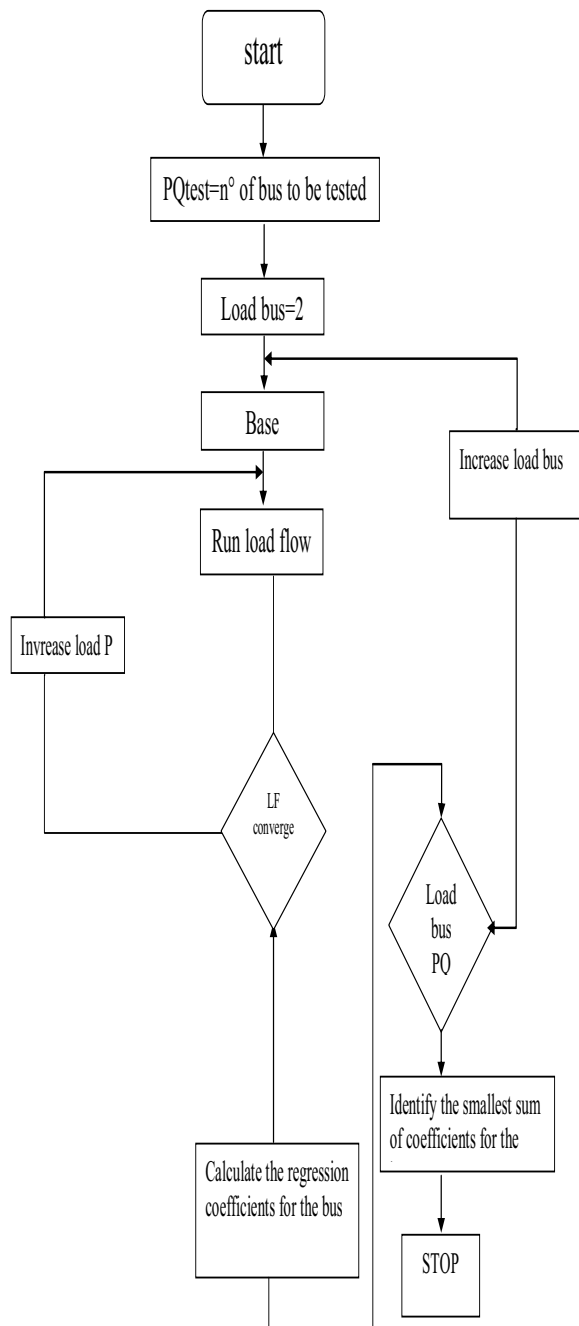 start
PQtest=n° of bus to be tested
Load bus=2
Base
Increase load bus
Run load flow
Invrease load P
LF
converge
Load
bus
PQ
Identify the smallest sum
of coefficients for the
Calculate the regression
coefficients for the bus
STOP